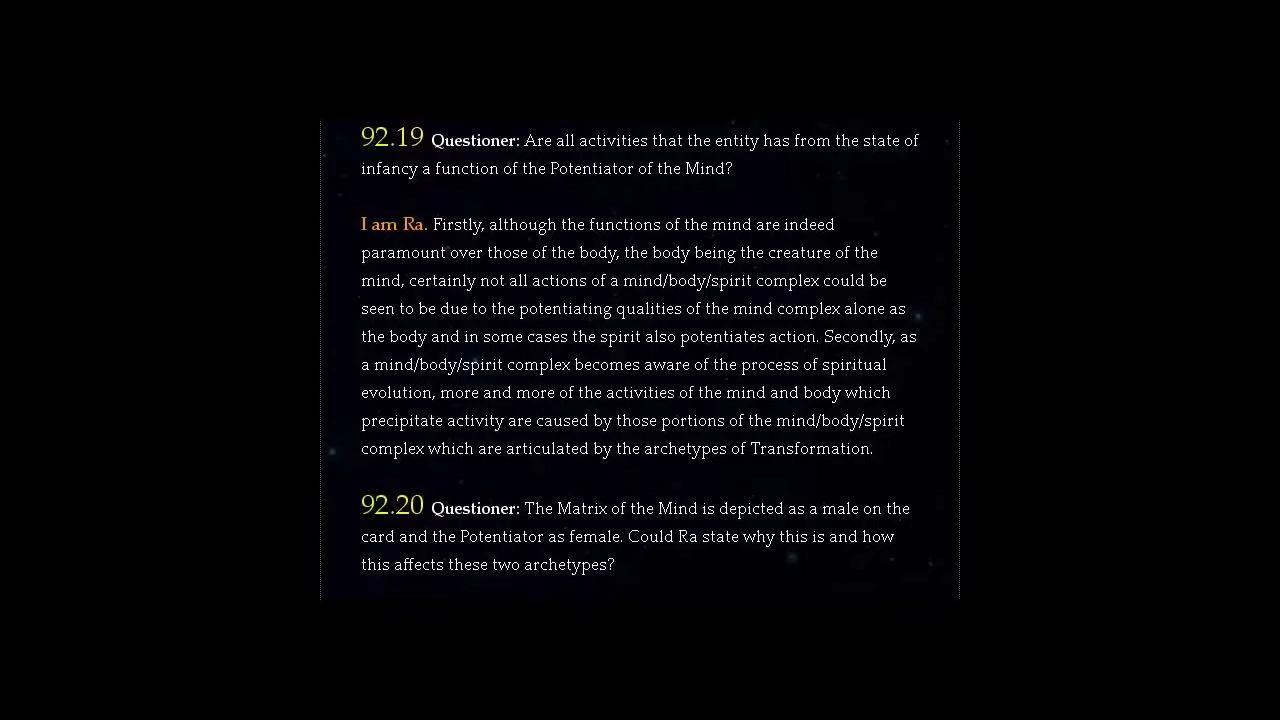 92.19 Questioner: Are all activities that the entity has from the state of
infancy a function of the Potentiator of the Mind?
I am Ra. Firstly, although the functions of the mind are indeed
paramount over those of the body, the body being the creature of the
mind, certainly not all actions of a mind/body/spirit complex could be
seen to be due to the potentiating qualities of the mind complex alone as
the body and in some cases the spirit also potentiates action. Secondly, as
a mind/body/spirit complex becomes aware of the process of spiritual
evolution, more and more of the activities of the mind and body which
precipitate activity are caused by those portions of the mind/body/spirit
complex which are articulated by the archetypes of Transformation.
92.20 Questioner: The Matrix of the Mind is depicted as a male on the
card and the Potentiator as female. Could Ra state why this is and how
this affects these two archetypes?